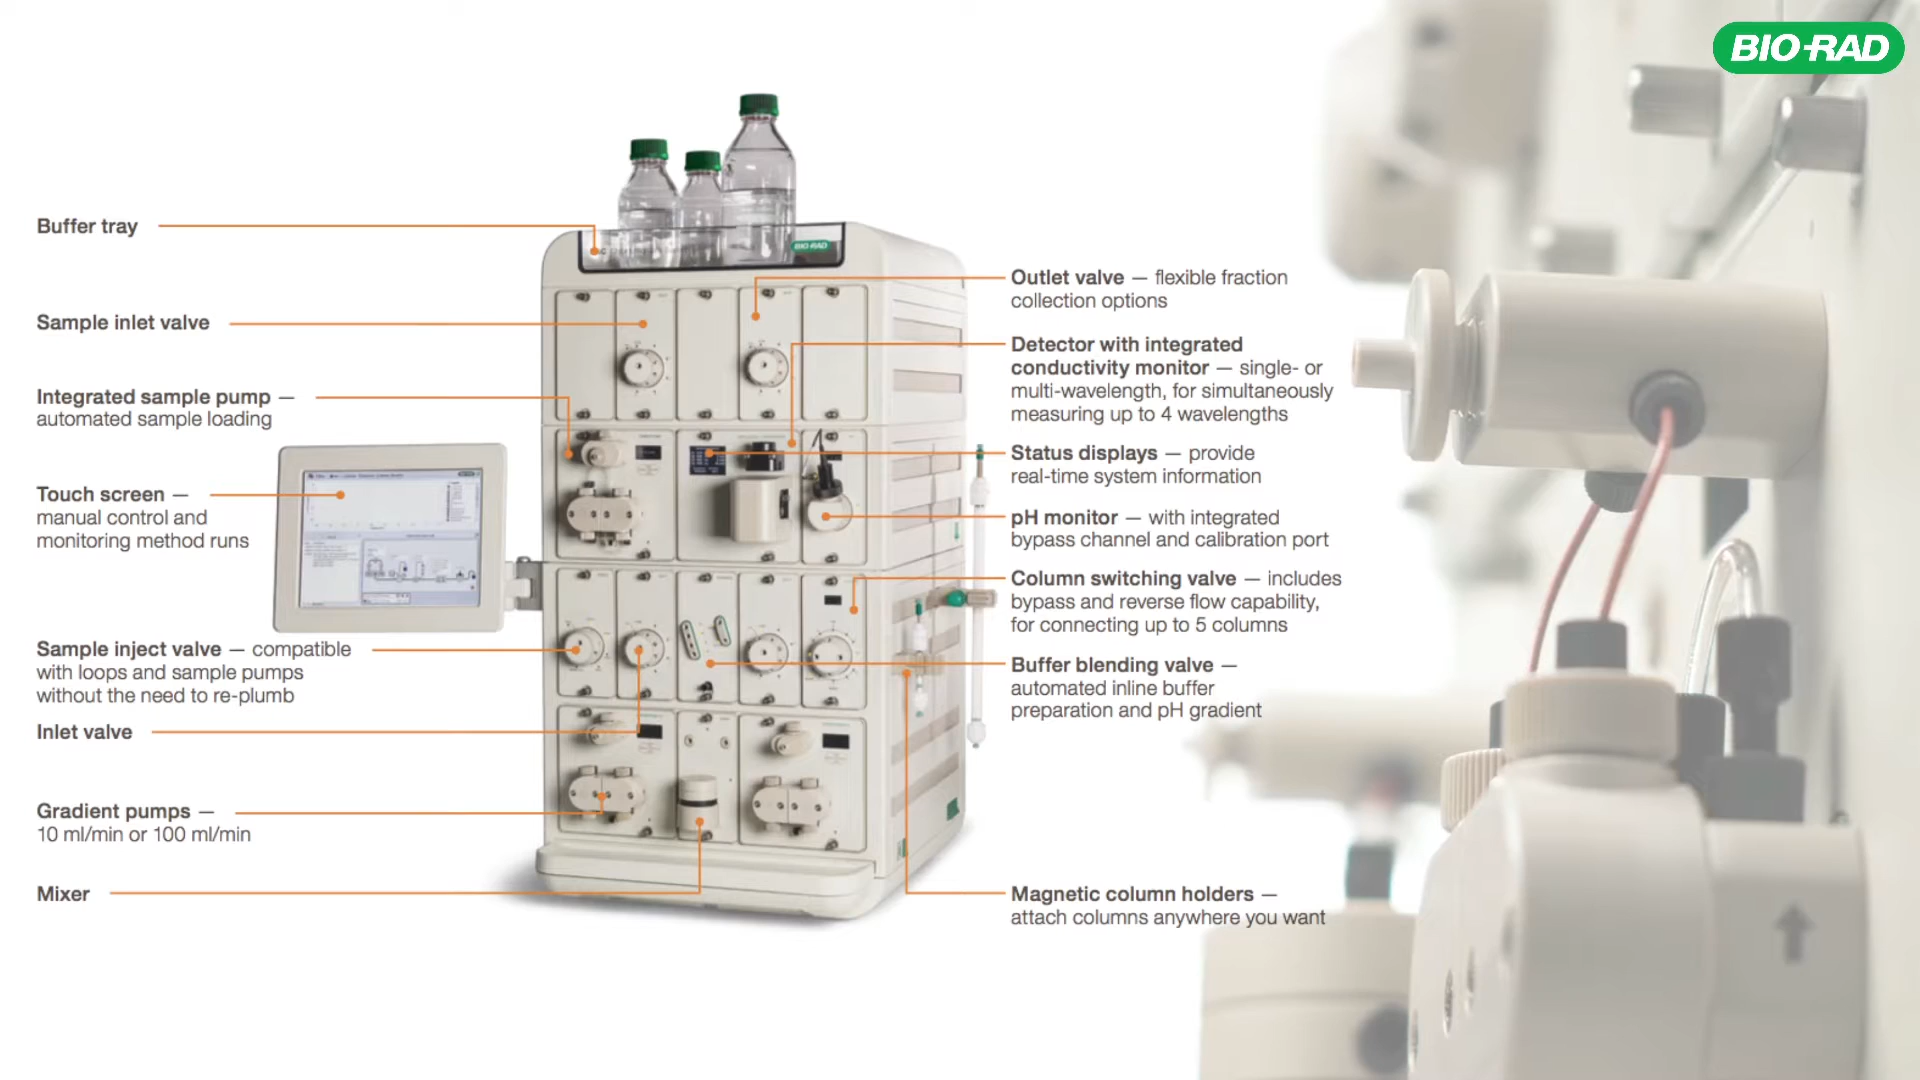 BIO-RAD
Buffer tray
Sample inlet valve
Integrated sample pump —
automated sample loading
Touch screen —
manual control and
monitoring method runs
Sample inject valve — compatible
with loops and sample pumps
without the need to re-plumb
Inlet valve
Gradient pumps —
10 ml/min or 100 ml/min
Mixer
BIO-RAD
Outlet valve — flexible fraction
collection options
Detector with integrated
conductivity monitor — single- or
multi-wavelength, for simultaneously
measuring up to 4 wavelengths
Status displays — provide
real-time system information
pH monitor — with integrated
bypass channel and calibration port
Column switching valve — includes
bypass and reverse flow capability,
for connecting up to 5 columns
Buffer blending valve —
automated inline buffer
preparation and pH gradient
Magnetic column holders —
attach columns anywhere you want